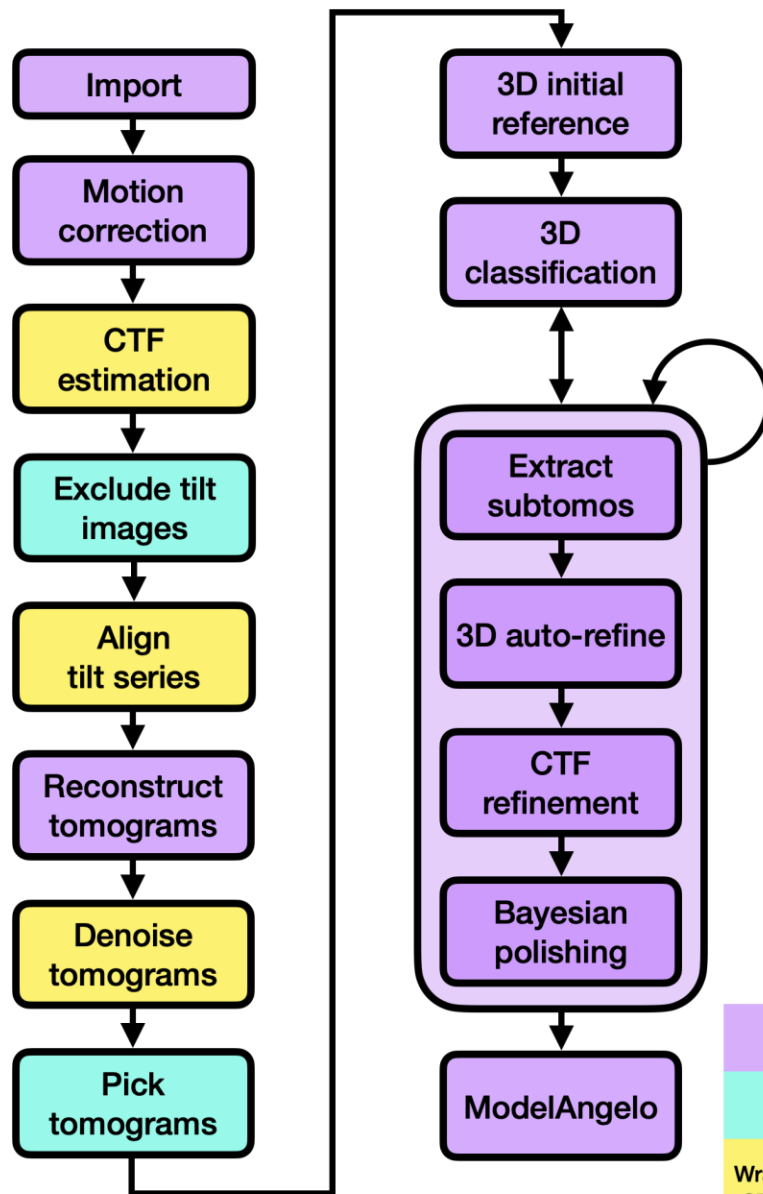 Import
Motion
correction
CTF
estimation
Exclude tilt
images
Align
tilt series
Reconstruct
tomograms
Denoise
tomograms
Pick
tomograms
3D initial
reference
3D
classification
Extract
subtomos
3D auto-refine
CTF
refinement
Bayesian
polishing
ModelAngelo